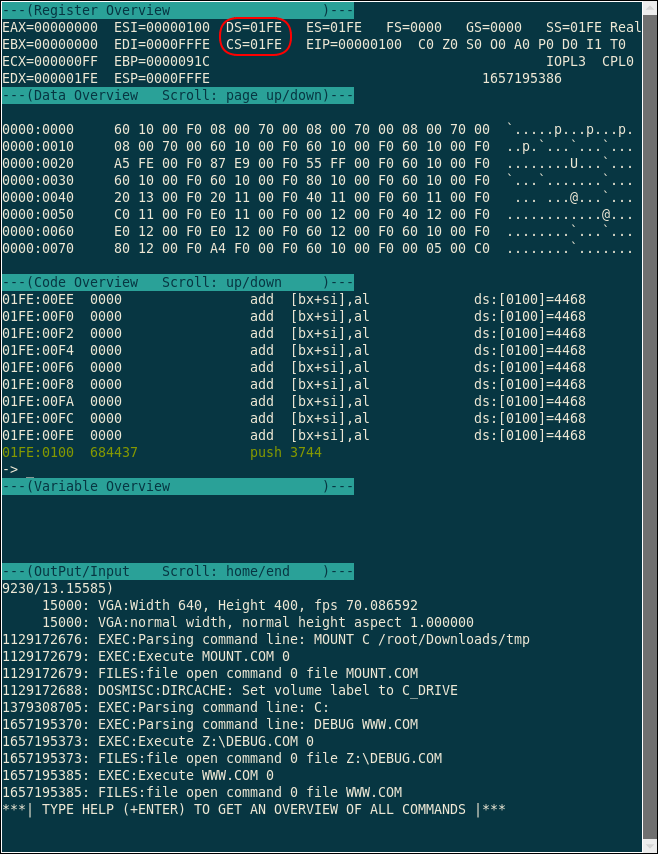 ---(Register Overview                   )---
EAX=00000000  ESI=00000100  DS=01FE   ES=01FE   FS=0000   GS=0000   SS=01FE Real
EBX=00000000  EDI=0000FFFE  CS=01FE   EIP=00000100  C0 Z0 S0 O0 A0 P0 D0 I1 T0
ECX=000000FF  EBP=0000091C                                          IOPL3  CPL0
EDX=000001FE  ESP=0000FFFE                                  1657195386
---(Data Overview   Scroll: page up/down)---
0000:0000     60 10 00 F0 08 00 70 00 08 00 70 00 08 00 70 00  `.....p...p...p.
0000:0010     08 00 70 00 60 10 00 F0 60 10 00 F0 60 10 00 F0  ..p.`...`...`...
0000:0020     A5 FE 00 F0 87 E9 00 F0 55 FF 00 F0 60 10 00 F0  ........U...`...
0000:0030     60 10 00 F0 60 10 00 F0 80 10 00 F0 60 10 00 F0  `...`.......`...
0000:0040     20 13 00 F0 20 11 00 F0 40 11 00 F0 60 11 00 F0   ... ...@...`...
0000:0050     C0 11 00 F0 E0 11 00 F0 00 12 00 F0 40 12 00 F0  ............@...
0000:0060     E0 12 00 F0 E0 12 00 F0 60 12 00 F0 60 10 00 F0  ........`...`...
0000:0070     80 12 00 F0 A4 F0 00 F0 60 10 00 F0 00 05 00 C0  ........`.......
---(Code Overview   Scroll: up/down     )---
01FE:00EE  0000                add  [bx+si],al             ds:[0100]=4468
01FE:00F0  0000                add  [bx+si],al             ds:[0100]=4468
01FE:00F2  0000                add  [bx+si],al             ds:[0100]=4468
01FE:00F4  0000                add  [bx+si],al             ds:[0100]=4468
01FE:00F6  0000                add  [bx+si],al             ds:[0100]=4468
01FE:00F8  0000                add  [bx+si],al             ds:[0100]=4468
01FE:00FA  0000                add  [bx+si],al             ds:[0100]=4468
01FE:00FC  0000                add  [bx+si],al             ds:[0100]=4468
01FE:00FE  0000                add  [bx+si],al             ds:[0100]=4468
01FE:0100  684437              push 3744
-> _
---(Variable Overview                   )---
---(OutPut/Input    Scroll: home/end    )---
9230/13.15585)
     15000: VGA:Width 640, Height 400, fps 70.086592
     15000: VGA:normal width, normal height aspect 1.000000
1129172676: EXEC:Parsing command line: MOUNT C /root/Downloads/tmp
1129172679: EXEC:Execute MOUNT.COM 0
1129172679: FILES:file open command 0 file MOUNT.COM
1129172688: DOSMISC:DIRCACHE: Set volume label to C_DRIVE
1379308705: EXEC:Parsing command line: C:
1657195370: EXEC:Parsing command line: DEBUG WWW.COM
1657195373: EXEC:Execute Z:\DEBUG.COM 0
1657195373: FILES:file open command 0 file Z:\DEBUG.COM
1657195385: EXEC:Execute WWW.COM 0
1657195385: FILES:file open command 0 file WWW.COM
***| TYPE HELP (+ENTER) TO GET AN OVERVIEW OF ALL COMMANDS |***